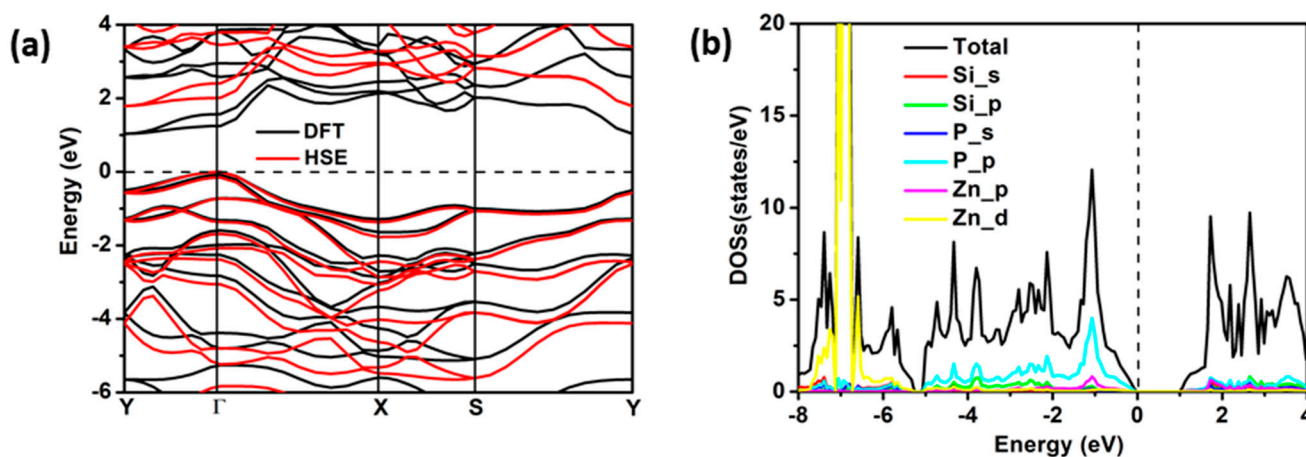 (a)
4
2
0
-2
-4
-6
Energy (eV)
DFT
HSE
Y Γ X S Y
(b)
20
15
10
5
0
DOSs(states/eV)
Total
Si_s
Si_p
P_s
P_p
Zn_p
Zn_d
-8 -6 -4 -2 0 2 4
Energy (eV)